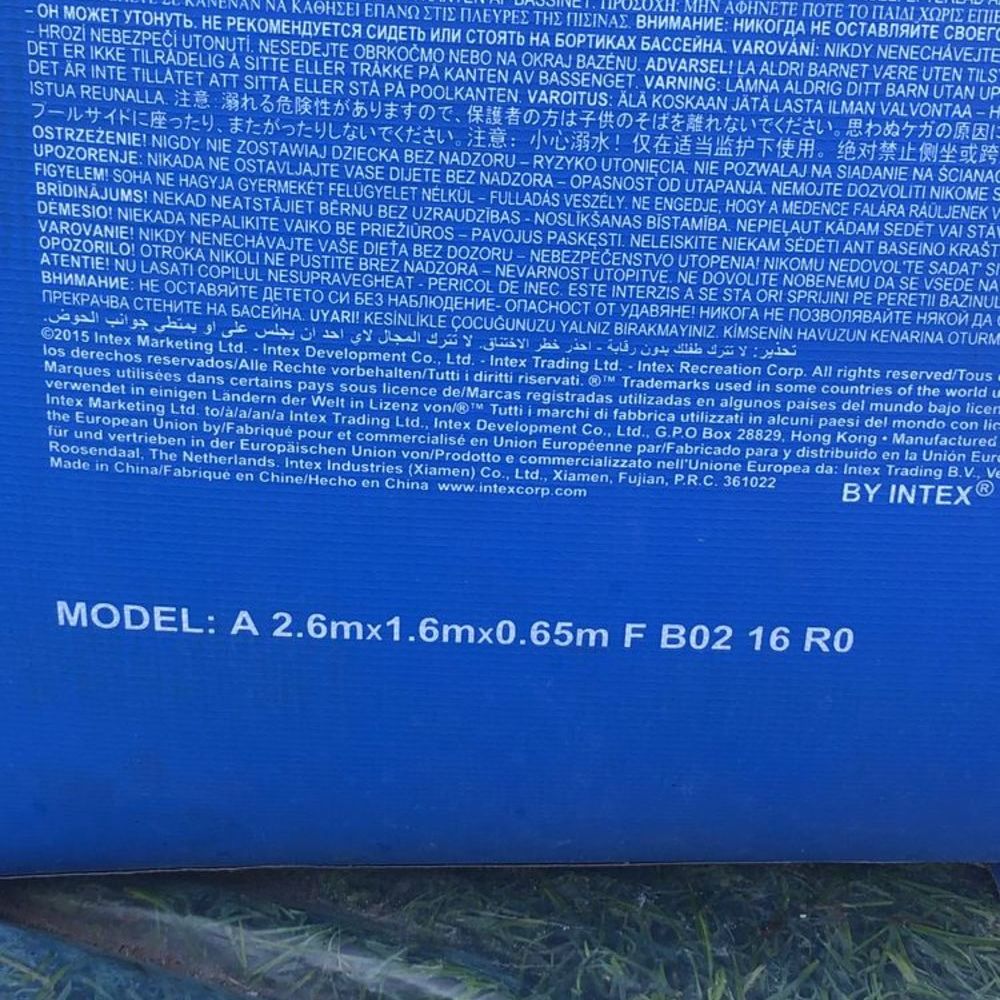 ΚΑΝΕΝΑΝ ΝΑ ΚΑΘΗΣΕΙ ΕΠΑΝΩ ΣΤΙΣ ΠΛΕΥΡΕΣ ΤΗΣ ΠΙΣΙΝΑΣ. ВНИМАНИЕ: НИКОГДА НЕ ОСТАВЛЯЙТЕ СВОЕГО
- ОН МОЖЕТ УТОНУТЬ. НЕ РЕКОМЕНДУЕТСЯ СИДЕТЬ ИЛИ СТОЯТЬ НА БОРТИКАХ БАССЕЙНА. VAROVÁNí: NIKDY NENECHÁVEJTE
- HROZÍ NEBEZPEČÍ UTONUTÍ. NESEDEJTE OBRKOČMO NEBO NA OKRAJ BAZÉNU. ADVARSEL! LA ALDRI BARNET VÆRE UTEN TILS
DET ER IKKE TILRÅDELIG Å SITTE ELLER TRÅKKE PÅ KANTEN AV BASSENGET. VARNING: LÄMNA ALDRIG DITT BARN UTAN UP
DET ÄR INTE TILLÅTET ATT SITTA ELLER STÅ PÅ POOLKANTEN. VAROITUS: ÄLÄ KOSKAAN JÄTÄ LASTA ILMAN VALVONTAA – H
ISTUA REUNALLA. 注意: 溺れる危険性がありますので、保護者の方は子供のそばを離れないでください。思わぬケガの原因に
プールサイドに座ったり、またがったりしないでください。注意： 小心溺水！ 仅在适当监护下使用。 绝对禁止侧坐或跨
OSTRZEŻENIE! NIGDY NIE ZOSTAWIAJ DZIECKA BEZ NADZORU – RYZYKO UTONIĘCIA. NIE POZWALAJ NA SIADANIE NA ŚCIANAC
UPOZORENJE: NIKADA NE OSTAVLJAJTE VASE DIJETE BEZ NADZORA – OPASNOST OD UTAPANJA. NEMOJTE DOZVOLITI NIKOME S
FIGYELEM! SOHA NE HAGYJA GYERMEKÉT FELÜGYELET NÉLKÜL – FULLADÁS VESZÉLY. NE ENGEDJE, HOGY A MEDENCE FALÁRA RÁÜLJENEK V
BRĪDINĀJUMS! NEKAD NEATSTĀJIET BĒRNU BEZ UZRAUDZĪBAS - NOSLĪKŠANAS BĪSTAMĪBA. NEPIEĻAUT KĀDAM SEDĒT VAI STĀV
DĖMESIO! NIEKADA NEPALIKITE VAIKO BE PRIEŽIŪROS – PAVOJUS PASKĘSTI. NELEISKITE NIEKAM SĖDĖTI ANT BASEINO KRAŠT
VAROVANIE! NIKDY NENECHÁVAJTE VAŠE DIEŤA BEZ DOZORU – NEBEZPEČENSTVO UTOPENIA! NIKOMU NEDOVOL'TE SADAT' S
OPOZORILO! OTROKA NIKOLI NE PUSTITE BREZ NADZORA – NEVARNOST UTOPITVE. NE DOVOLITE NOBENEMU DA SE VSEDE NA
ATENTIE! NU LASATI COPILUL NESUPRAVEGHEAT - PERICOL DE INEC. ESTE INTERZIS A SE STA ORI SPRIJINI PE PERETII BAZINUL
ВНИМАНИЕ: НЕ ОСТАВЯЙТЕ ДЕТЕТО СИ БЕЗ НАБЛЮДЕНИЕ- ОПАСНОСТ ОТ УДАВЯНЕ! НИКОГА НЕ ПОЗВОЛЯВАЙТЕ НЯКОЙ ДА
ПРЕКРАЧВА СТЕНИТЕ НА БАСЕЙНА. UYARI! KESİNLİKLE ÇOCUĞUNUZU YALNIZ BIRAKMAYINIZ. KİMSENİN HAVUZUN KENARINA OTURM
تحذير: لا تترك طفلك بدون رقابة - احذر خطر الاختناق. لا تترك المجال لاي احد ان يجلس على او يمتطي جوانب الحوض.
©2015 Intex Marketing Ltd. - Intex Development Co., Ltd. - Intex Trading Ltd. - Intex Recreation Corp. All rights reserved/Tous
los derechos reservados/Alle Rechte vorbehalten/Tutti i diritti riservati. ®™ Trademarks used in some countries of the world u
Marques utilisées dans certains pays sous licence de/Marcas registradas utilizadas en algunos países del mundo bajo licen
verwendet in einigen Ländern der Welt in Lizenz von/®™ Tutti i marchi di fabbrica utilizzati in alcuni paesi del mondo con lic
Intex Marketing Ltd. to/à/a/an/a Intex Trading Ltd., Intex Development Co., Ltd., G.P.O Box 28829, Hong Kong • Manufactured
the European Union by/Fabriqué pour et commercialisé en Union Européenne par/Fabricado para y distribuido en la Unión Eur
für und vertrieben in der Europäischen Union von/Prodotto e commercializzato nell'Unione Europea da: Intex Trading B.V., Ve
Roosendaal, The Netherlands. Intex Industries (Xiamen) Co., Ltd., Xiamen, Fujian, P.R.C. 361022
Made in China/Fabriqué en Chine/Hecho en China www.intexcorp.com
BY INTEX®
MODEL: A 2.6mx1.6mx0.65m F B02 16 R0